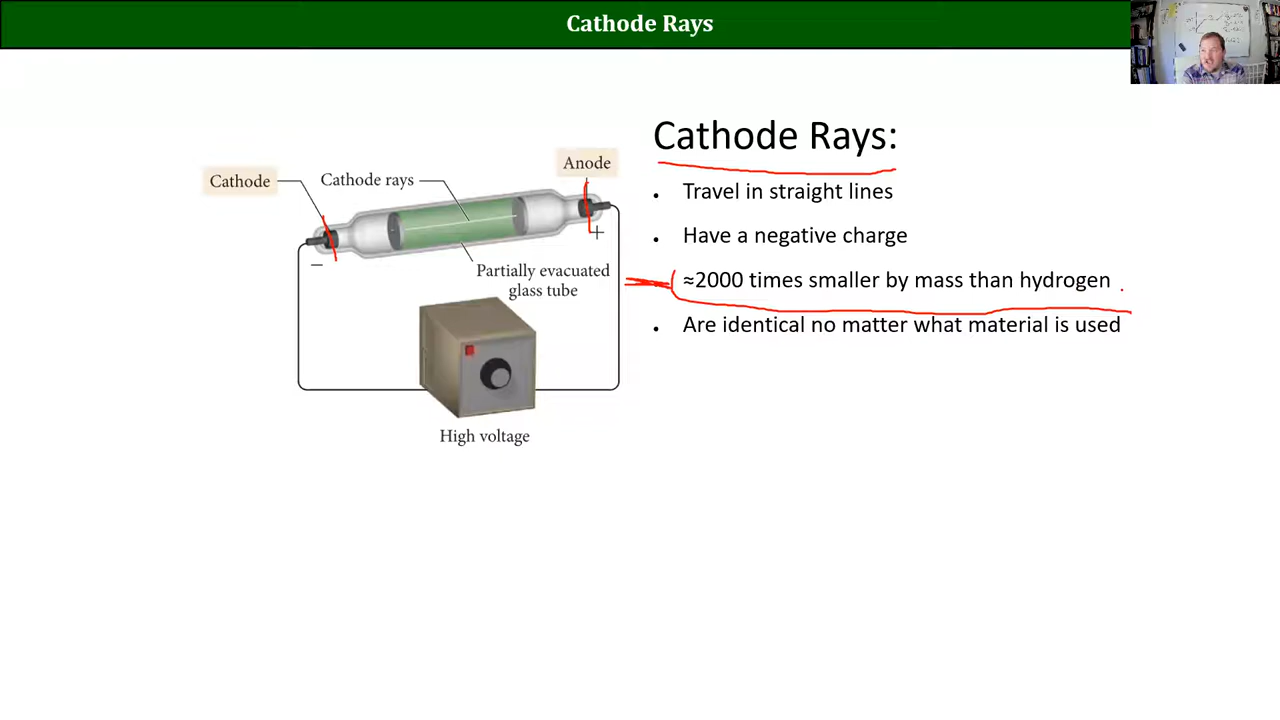 Cathode Rays
Cathode Rays:
Anode
Cathode
Cathode rays
• Travel in straight lines
+
• Have a negative charge
−
Partially evacuated
glass tube
≈2000 times smaller by mass than hydrogen
• Are identical no matter what material is used
High voltage